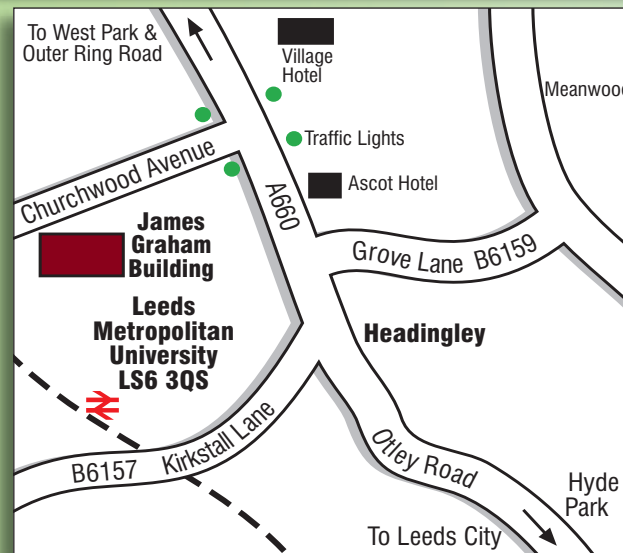 To West Park &
Outer Ring Road
Village
Hotel
Meanwood
Traffic Lights
Churchwood Avenue
A660
Ascot Hotel
James
Graham
Building
Grove Lane B6159
Leeds
Metropolitan
University
LS6 3QS
Headingley
B6157 Kirkstall Lane
Otley Road
Hyde
Park
To Leeds City